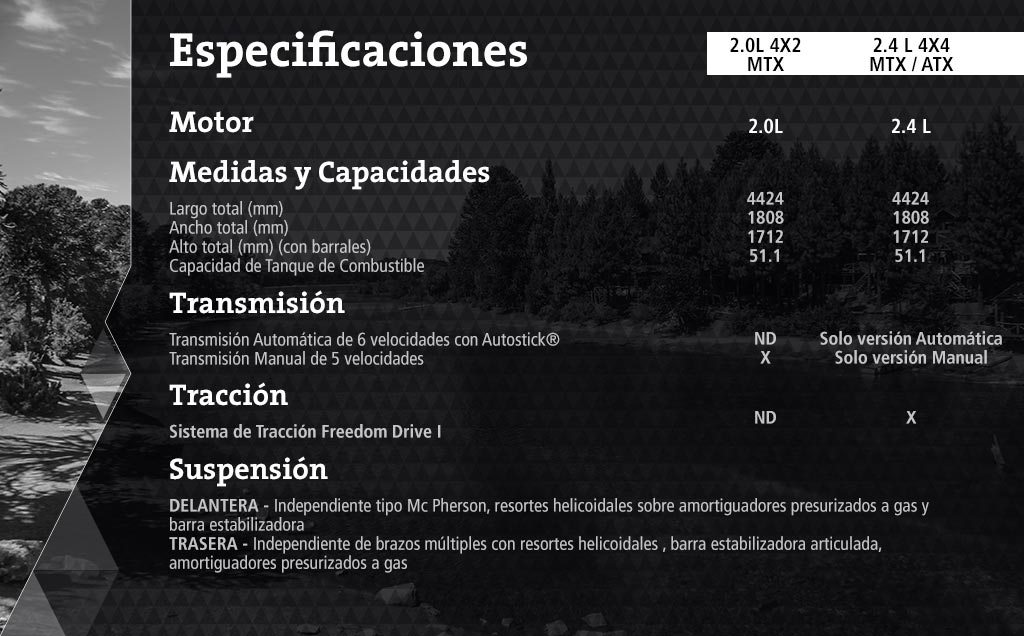 Especificaciones
2.0L 4X2 2.4 L 4X4
MTX MTX / ATX
Motor 2.0L 2.4 L
Medidas y Capacidades
Largo total (mm) 4424 4424
Ancho total (mm) 1808 1808
Alto total (mm) (con barrales) 1712 1712
Capacidad de Tanque de Combustible 51.1 51.1
Transmisión
Transmisión Automática de 6 velocidades con Autostick® ND Solo versión Automática
Transmisión Manual de 5 velocidades X Solo versión Manual
Tracción
Sistema de Tracción Freedom Drive I ND X
Suspensión
DELANTERA - Independiente tipo Mc Pherson, resortes helicoidales sobre amortiguadores presurizados a gas y
barra estabilizadora
TRASERA - Independiente de brazos múltiples con resortes helicoidales , barra estabilizadora articulada,
amortiguadores presurizados a gas